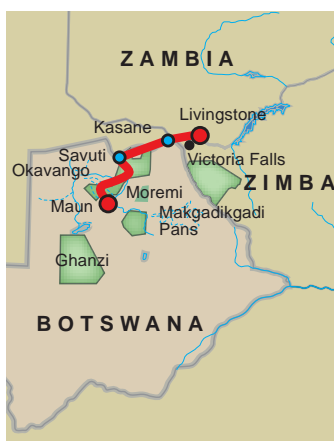 ZAMBIA
Livingstone
Kasane
Savuti
Victoria Falls
Okavango
ZIMBA
Moremi
Maun
Makgadikgadi
Pans
Ghanzi
BOTSWANA